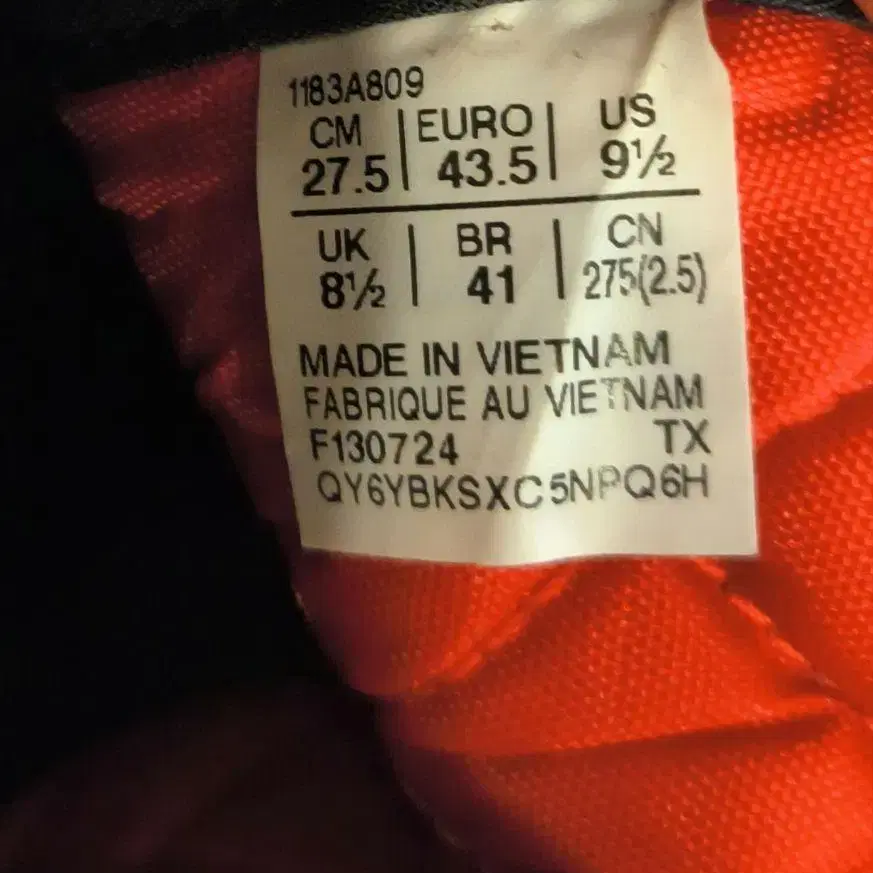 1183A809
CM | EURO | US
27.5 | 43.5 | 9½
UK | BR | CN
8½ | 41 | 275(2.5)
MADE IN VIETNAM
FABRIQUE AU VIETNAM
F130724 TX
QY6YBKSXC5NPQ6H